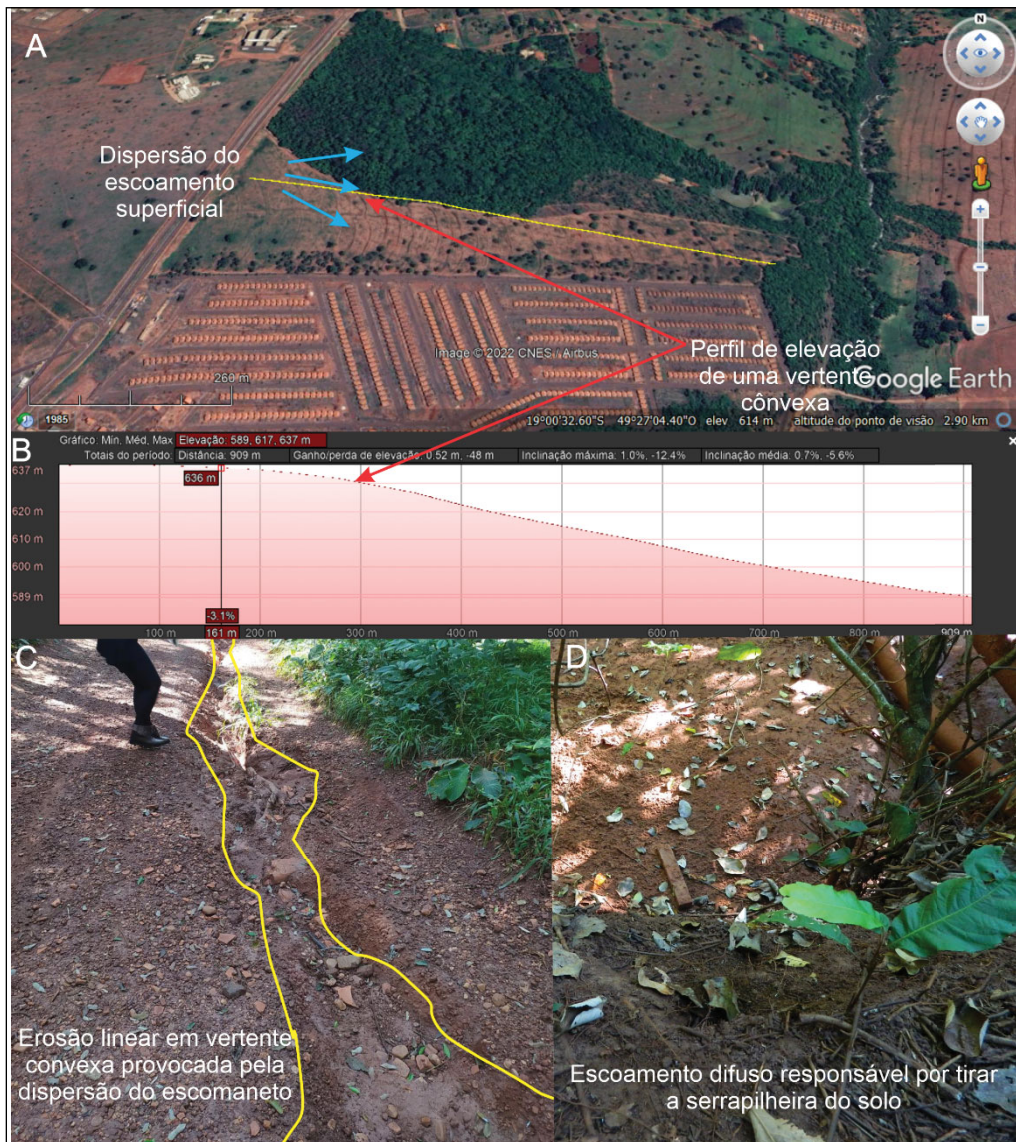 A
N
Dispersão do
escoamento
superficial
Image © 2022 CNES / Airbus
Perfil de elevação
de uma vertente
cônvexa
Google Earth
260 m
1985
19°00'32.60"S 49°27'04.40"O elev 614 m altitude do ponto de visão 2.90 km
B
Gráfico: Mín. Méd, Max Elevação: 589, 617, 637 m
Totais do período: Distância: 909 m Ganho/perda de elevação: 0.52 m, -48 m Inclinação máxima: 1.0%, -12.4% Inclinação média: 0.7%, -5.6%
637 m
636 m
620 m
610 m
600 m
589 m
-3.1%
100 m 161 m 200 m 300 m 400 m 500 m 600 m 700 m 800 m 909 m
C
Erosão linear em vertente
convexa provocada pela
dispersão do escomaneto
D
Escoamento difuso responsável por tirar
a serrapilheira do solo